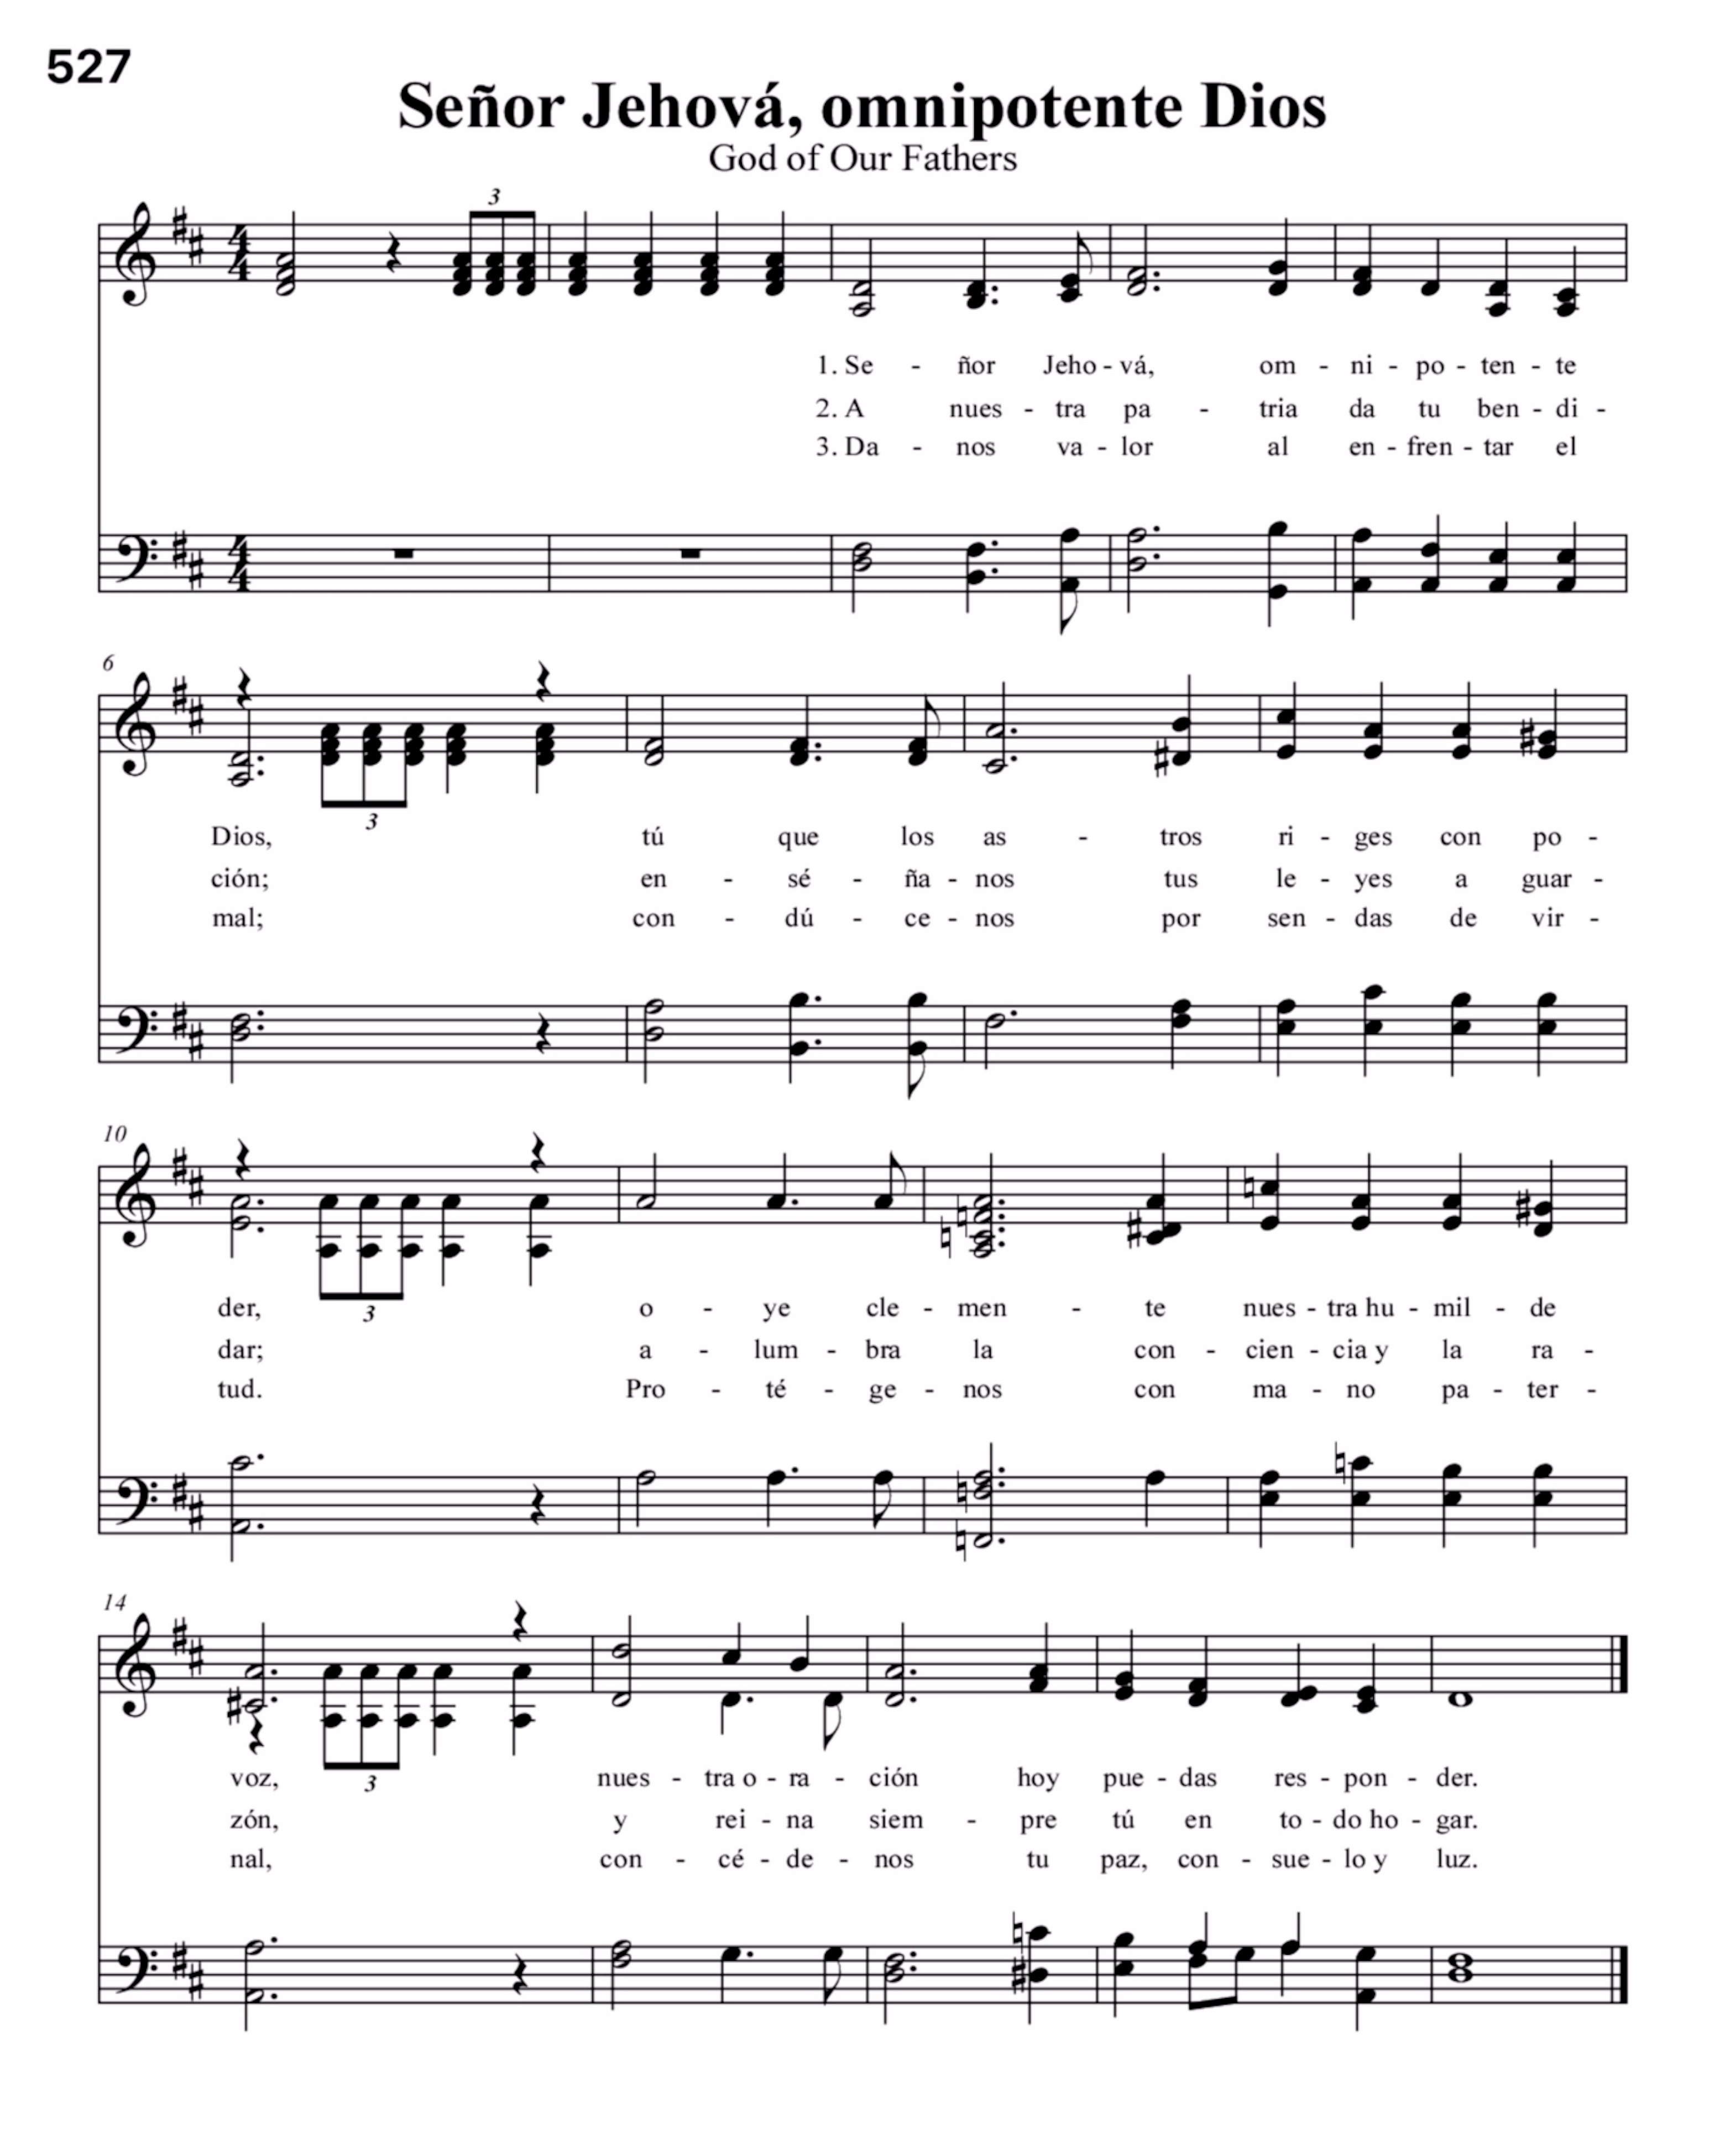 527
Señor Jehová, omnipotente Dios
God of Our Fathers
3
1. Se - ñor Jeho - vá, om - ni - po - ten - te
2. A nues - tra pa - tria da tu ben - di -
3. Da - nos va - lor al en - fren - tar el
6
3
Dios, tú que los as - tros ri - ges con po -
ción; en - sé - ña - nos tus le - yes a guar -
mal; con - dú - ce - nos por sen - das de vir -
10
3
der, o - ye cle - men - te nues - tra hu - mil - de
dar; a - lum - bra la con - cien - cia y la ra -
tud. Pro - té - ge - nos con ma - no pa - ter -
14
3
voz, nues - tra o - ra - ción hoy pue - das res - pon - der.
zón, y rei - na siem - pre tú en to - do ho - gar.
nal, con - cé - de - nos tu paz, con - sue - lo y luz.